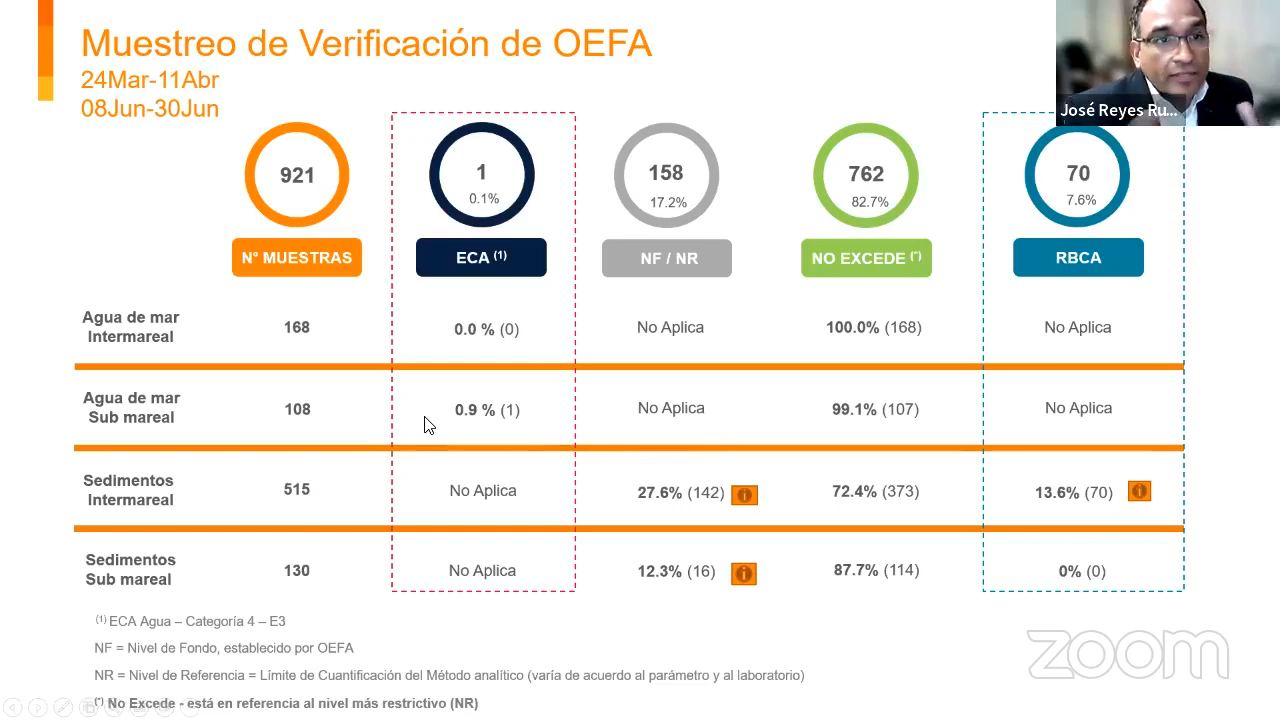 Muestreo de Verificación de OEFA
24Mar-11Abr
08Jun-30Jun
José Reyes Ru...
921
1
0.1%
158
17.2%
762
82.7%
70
7.6%
N° MUESTRAS
ECA (1)
NF / NR
NO EXCEDE (*)
RBCA
Agua de mar
Intermareal
168
0.0 % (0)
No Aplica
100.0% (168)
No Aplica
Agua de mar
Sub mareal
108
0.9 % (1)
No Aplica
99.1% (107)
No Aplica
Sedimentos
Intermareal
515
No Aplica
27.6% (142)
72.4% (373)
13.6% (70)
Sedimentos
Sub mareal
130
No Aplica
12.3% (16)
87.7% (114)
0% (0)
(1) ECA Agua – Categoría 4 – E3
NF = Nivel de Fondo, establecido por OEFA
NR = Nivel de Referencia = Límite de Cuantificación del Método analítico (varía de acuerdo al parámetro y al laboratorio)
(*) No Excede - está en referencia al nivel más restrictivo (NR)
zoom